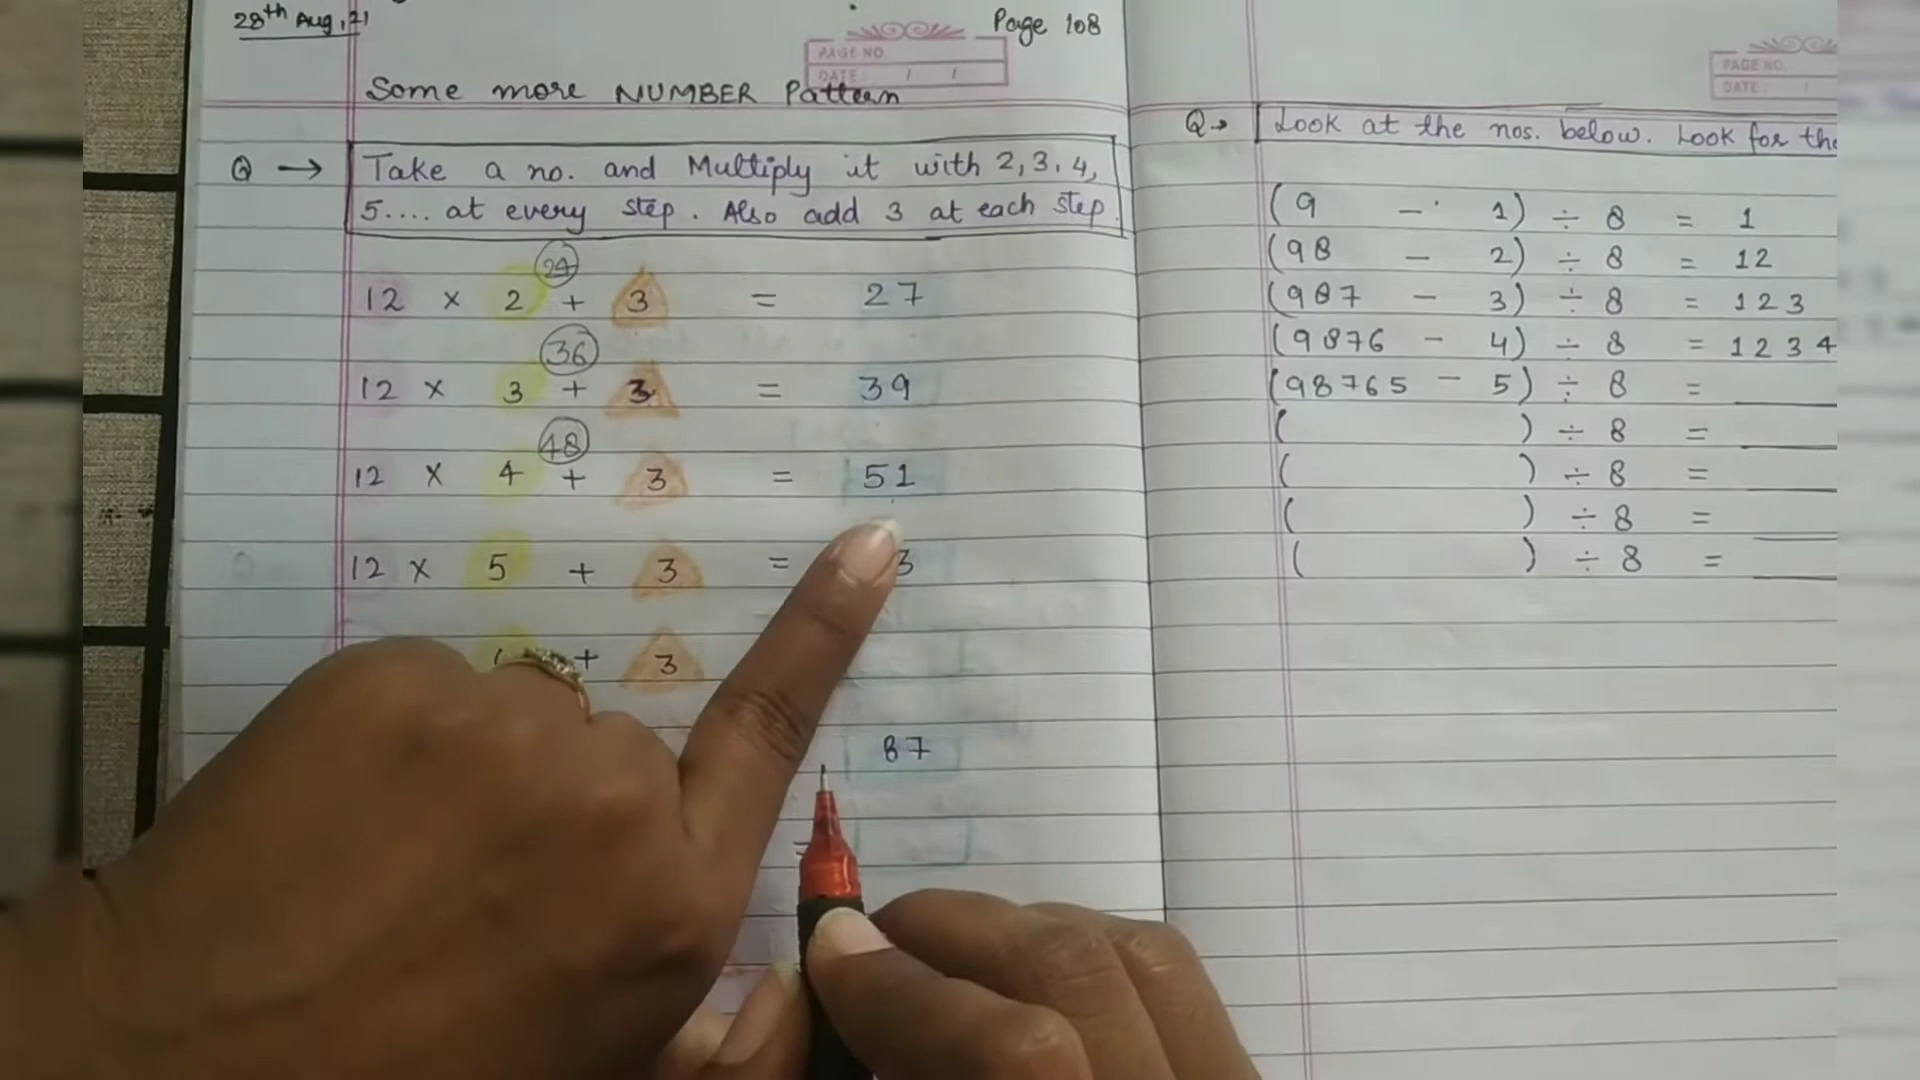 28th Aug, 21
Page 108
PAGE NO.
DATE: / /
Some more NUMBER Pattern
Q → Take a no. and Multiply it with 2, 3, 4,
5.... at every step. Also add 3 at each step
24
12 × 2 + 3 = 27
36
12 × 3 + 3 = 39
48
12 × 4 + 3 = 51
12 × 5 + 3 = 3
+ 3
87
=
PAGE NO.
DATE: /
Q→ Look at the nos. below. Look for the
(9 - 1) ÷ 8 = 1
(98 - 2) ÷ 8 = 12
(987 - 3) ÷ 8 = 123
(9876 - 4) ÷ 8 = 1234
(98765 - 5) ÷ 8 =
( ) ÷ 8 =
( ) ÷ 8 =
( ) ÷ 8 =
( ) ÷ 8 =